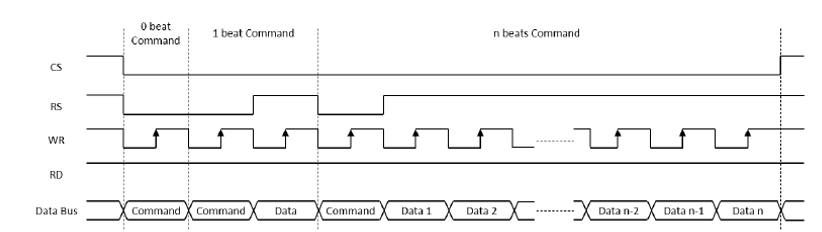 0 beat
Command
1 beat Command
n beats Command
CS
RS
WR
RD
Data Bus
Command
Command
Data
Command
Data 1
Data 2
Data n-2
Data n-1
Data n